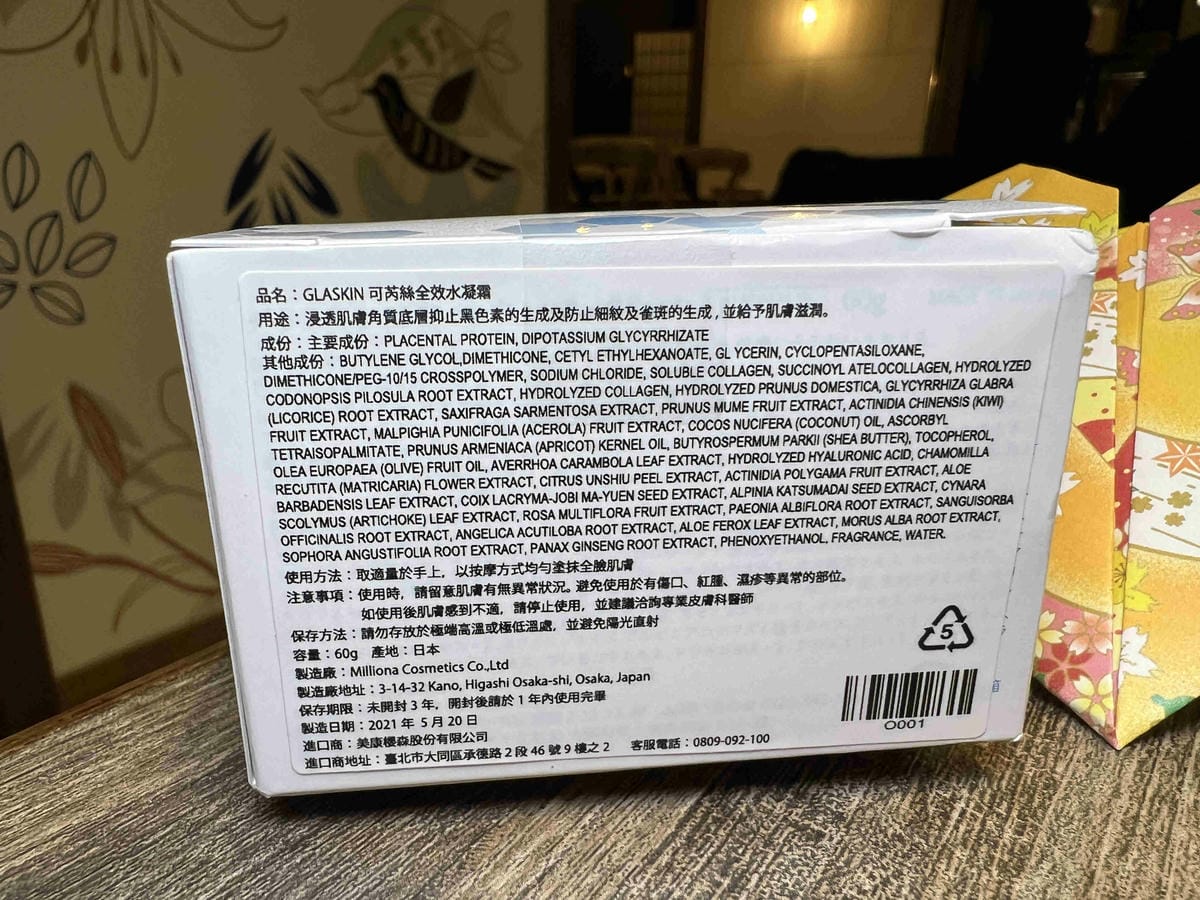 品名：GLASKIN 可芮絲全效水凝霜
用途：浸透肌膚角質底層抑止黑色素的生成及防止細紋及雀斑的生成，並給予肌膚滋潤。
成份：主要成份：PLACENTAL PROTEIN, DIPOTASSIUM GLYCYRRHIZATE
其他成份：BUTYLENE GLYCOL,DIMETHICONE, CETYL ETHYLHEXANOATE, GL YCERIN, CYCLOPENTASILOXANE,
DIMETHICONE/PEG-10/15 CROSSPOLYMER, SODIUM CHLORIDE, SOLUBLE COLLAGEN, SUCCINOYL ATELOCOLLAGEN, HYDROLYZED
CODONOPSIS PILOSULA ROOT EXTRACT, HYDROLYZED COLLAGEN, HYDROLYZED PRUNUS DOMESTICA, GLYCYRRHIZA GLABRA
(LICORICE) ROOT EXTRACT, SAXIFRAGA SARMENTOSA EXTRACT, PRUNUS MUME FRUIT EXTRACT, ACTINIDIA CHINENSIS (KIWI)
FRUIT EXTRACT, MALPIGHIA PUNICIFOLIA (ACEROLA) FRUIT EXTRACT, COCOS NUCIFERA (COCONUT) OIL, ASCORBYL
TETRAISOPALMITATE, PRUNUS ARMENIACA (APRICOT) KERNEL OIL, BUTYROSPERMUM PARKII (SHEA BUTTER), TOCOPHEROL,
OLEA EUROPAEA (OLIVE) FRUIT OIL, AVERRHOA CARAMBOLA LEAF EXTRACT, HYDROLYZED HYALURONIC ACID, CHAMOMILLA
RECUTITA (MATRICARIA) FLOWER EXTRACT, CITRUS UNSHIU PEEL EXTRACT, ACTINIDIA POLYGAMA FRUIT EXTRACT, ALOE
BARBADENSIS LEAF EXTRACT, COIX LACRYMA-JOBI MA-YUEN SEED EXTRACT, ALPINIA KATSUMADAI SEED EXTRACT, CYNARA
SCOLYMUS (ARTICHOKE) LEAF EXTRACT, ROSA MULTIFLORA FRUIT EXTRACT, PAEONIA ALBIFLORA ROOT EXTRACT, SANGUISORBA
OFFICINALIS ROOT EXTRACT, ANGELICA ACUTILOBA ROOT EXTRACT, ALOE FEROX LEAF EXTRACT, MORUS ALBA ROOT EXTRACT,
SOPHORA ANGUSTIFOLIA ROOT EXTRACT, PANAX GINSENG ROOT EXTRACT, PHENOXYETHANOL, FRAGRANCE, WATER.
使用方法：取適量於手上，以按摩方式均勻塗抹全臉肌膚
注意事項：使用時，請留意肌膚有無異常狀況。避免使用於有傷口、紅腫、濕疹等異常的部位。
如使用後肌膚感到不適，請停止使用，並建議洽詢專業皮膚科醫師
保存方法：請勿存放於極端高溫或極低溫處，並避免陽光直射
容量：60g 產地：日本
製造廠：Milliona Cosmetics Co.,Ltd
製造廠地址：3-14-32 Kano, Higashi Osaka-shi, Osaka, Japan
保存期限：未開封 3 年，開封後請於 1 年內使用完畢
製造日期：2021 年 5 月 20 日
進口商：美康櫻森股份有限公司
進口商地址：臺北市大同區承德路 2 段 46 號 9 樓之 2 客服電話：0809-092-100
5
O001